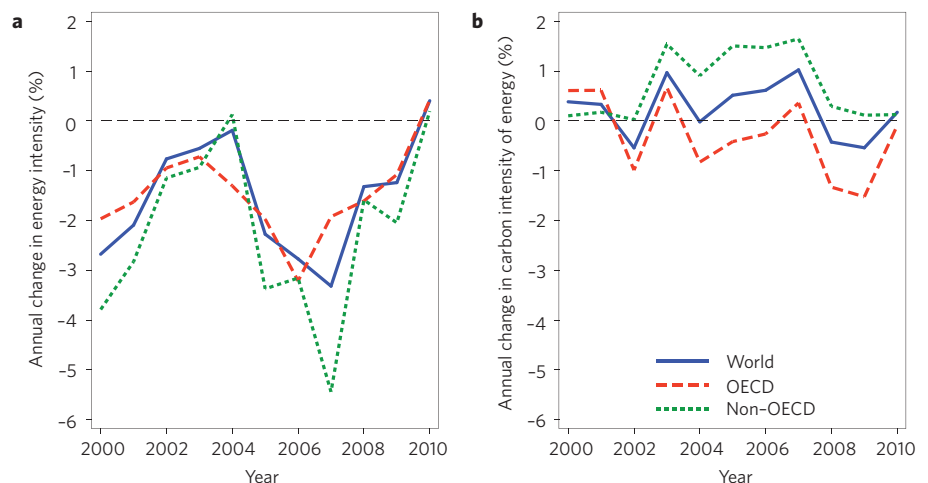 a
Annual change in energy intensity (%)
2
1
0
-1
-2
-3
-4
-5
-6
2000 2002 2004 2006 2008 2010
Year
b
Annual change in carbon intensity of energy (%)
2
1
0
-1
-2
-3
-4
-5
-6
World
OECD
Non-OECD
2000 2002 2004 2006 2008 2010
Year